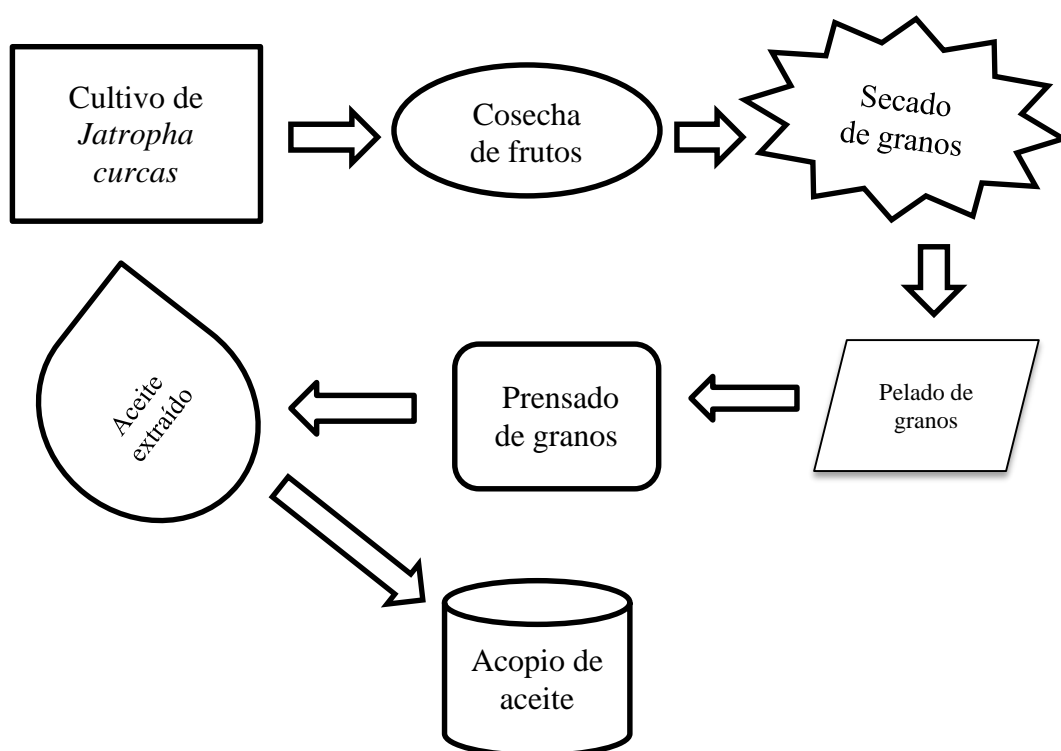 Cultivo de
Jatropha
curcas
Cosecha
de frutos
Secado
de granos
Pelado de
granos
Prensado
de granos
Aceite
extraído
Acopio de
aceite